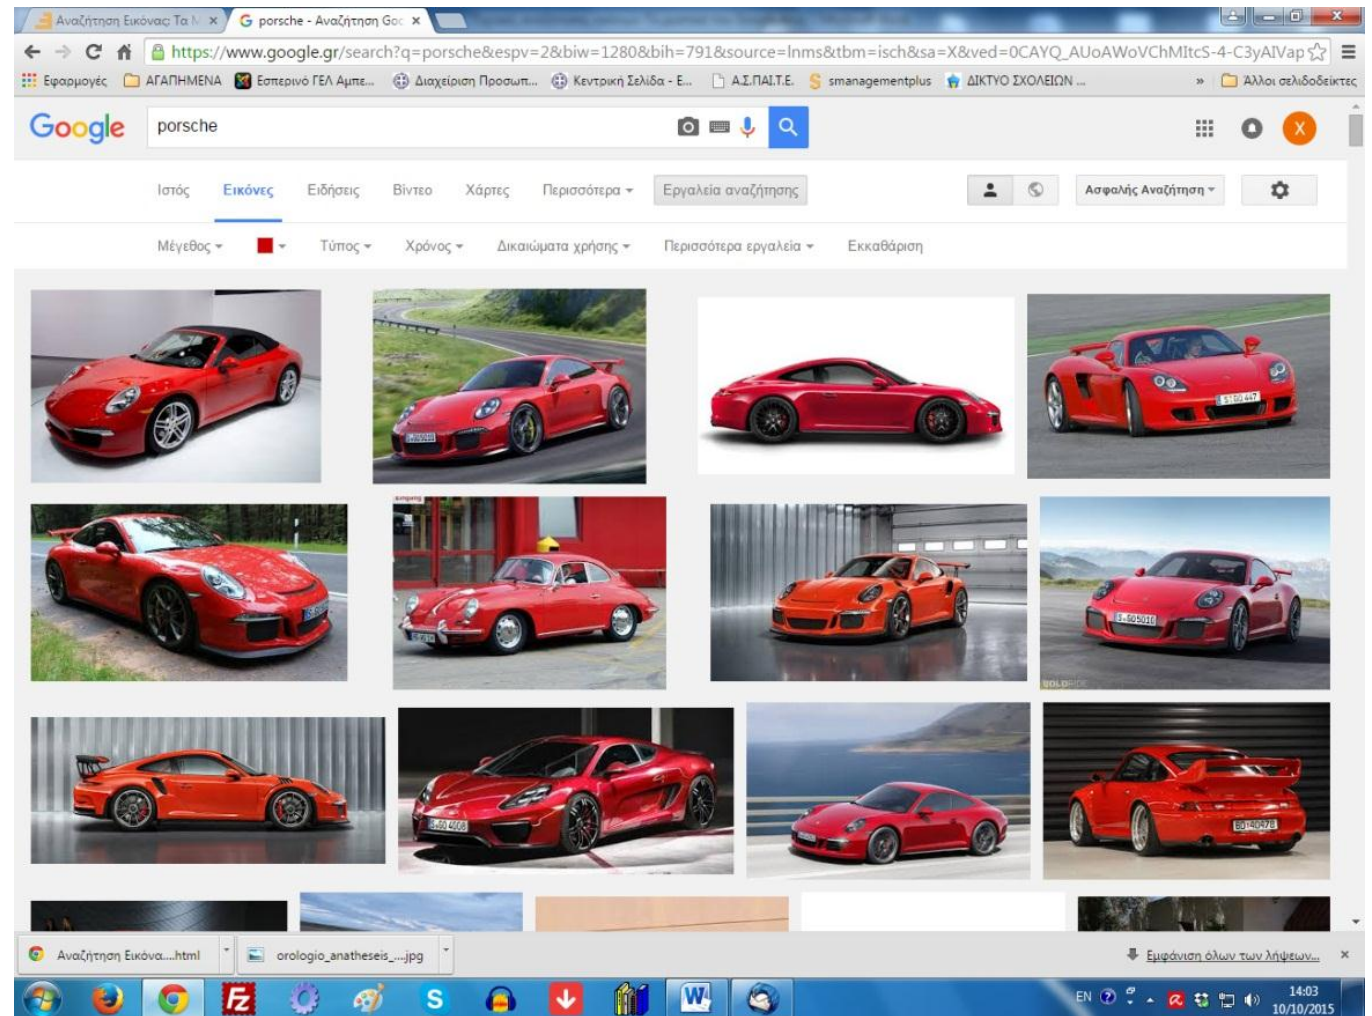 Αναζήτηση Εικόνας: Τα Μ
porsche - Αναζήτηση Goo
https://www.google.gr/search?q=porsche&espv=2&biw=1280&bih=791&source=lnms&tbm=isch&sa=X&ved=0CAYQ_AUoAWoVChMItcS-4-C3yAIVap
Εφαρμογές ΑΓΑΠΗΜΕΝΑ Εσπερινό ΓΕΛ Αμπε... Διαχείριση Προσωπ... Κεντρική Σελίδα - Ε... Α.Σ.ΠΑΙ.Τ.Ε. smanagementplus ΔΙΚΤΥΟ ΣΧΟΛΕΙΩΝ ... » Άλλοι σελιδοδείκτες
Google porsche X
Ιστός Εικόνες Ειδήσεις Βίντεο Χάρτες Περισσότερα Εργαλεία αναζήτησης Ασφαλής Αναζήτηση
Μέγεθος Τύπος Χρόνος Δικαιώματα χρήσης Περισσότερα εργαλεία Εκκαθάριση
S GO 447
S GO 5010
Αναζήτηση Εικόνα....html orologio_anatheseis_....jpg Εμφάνιση όλων των λήψεων...
EN 14:03
10/10/2015